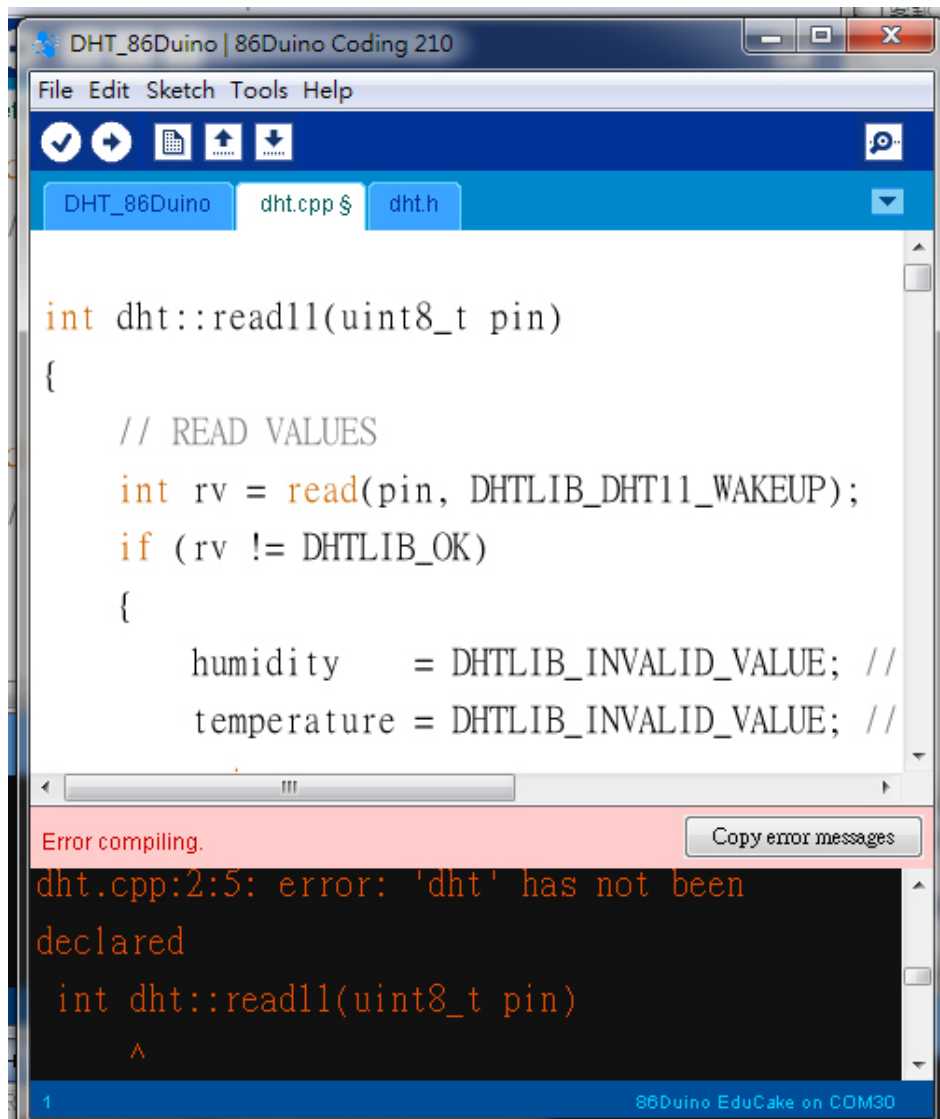 DHT_86Duino | 86Duino Coding 210
File Edit Sketch Tools Help
DHT_86Duino dht.cpp § dht.h
int dht::read11(uint8_t pin)
{
// READ VALUES
int rv = read(pin, DHTLIB_DHT11_WAKEUP);
if (rv != DHTLIB_OK)
{
humidity = DHTLIB_INVALID_VALUE; //
temperature = DHTLIB_INVALID_VALUE; //
Error compiling. Copy error messages
dht.cpp:2:5: error: 'dht' has not been
declared
int dht::read11(uint8_t pin)
^
1 86Duino EduCake on COM30